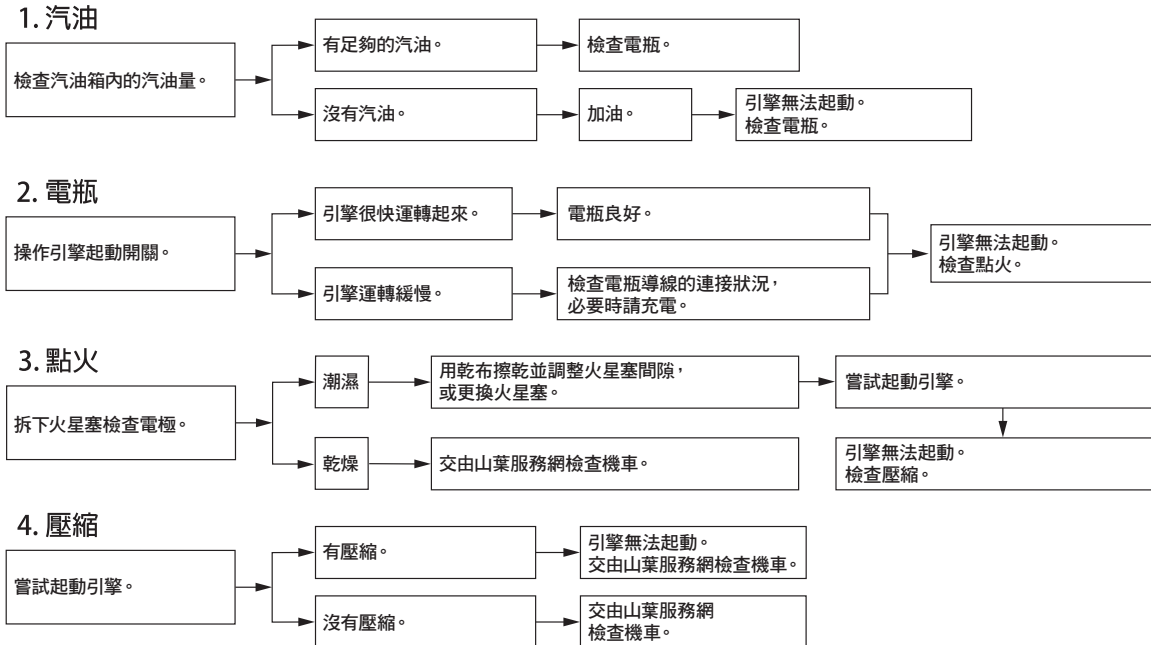 1. 汽油
檢查汽油箱內的汽油量。
有足夠的汽油。
檢查電瓶。
沒有汽油。
加油。
引擎無法起動。
檢查電瓶。
2. 電瓶
操作引擎起動開關。
引擎很快運轉起來。
電瓶良好。
引擎運轉緩慢。
檢查電瓶導線的連接狀況，
必要時請充電。
引擎無法起動。
檢查點火。
3. 點火
拆下火星塞檢查電極。
潮濕
用乾布擦乾並調整火星塞間隙，
或更換火星塞。
嘗試起動引擎。
引擎無法起動。
檢查壓縮。
乾燥
交由山葉服務網檢查機車。
4. 壓縮
嘗試起動引擎。
有壓縮。
引擎無法起動。
交由山葉服務網檢查機車。
沒有壓縮。
交由山葉服務網
檢查機車。